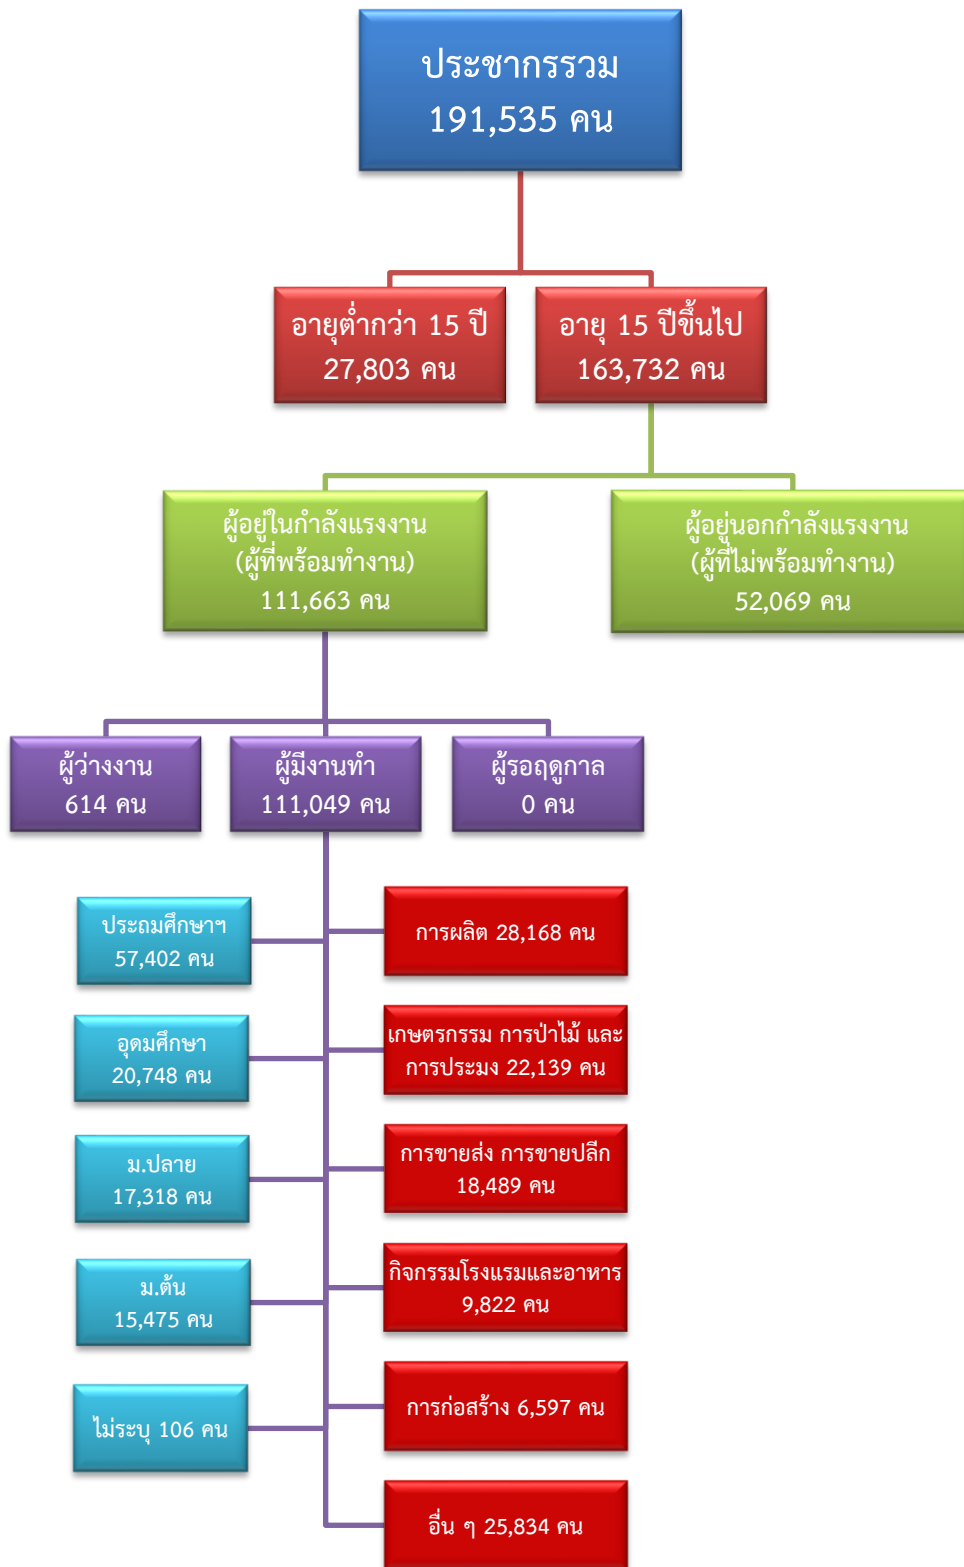 ประชากรรวม
191,535 คน
อายุต่ำกว่า 15 ปี
27,803 คน
อายุ 15 ปีขึ้นไป
163,732 คน
ผู้อยู่ในกำลังแรงงาน
(ผู้ที่พร้อมทำงาน)
111,663 คน
ผู้อยู่นอกกำลังแรงงาน
(ผู้ที่ไม่พร้อมทำงาน)
52,069 คน
ผู้ว่างงาน
614 คน
ผู้มีงานทำ
111,049 คน
ผู้รอฤดูกาล
0 คน
ประถมศึกษาฯ
57,402 คน
อุดมศึกษา
20,748 คน
ม.ปลาย
17,318 คน
ม.ต้น
15,475 คน
ไม่ระบุ 106 คน
การผลิต 28,168 คน
เกษตรกรรม การป่าไม้ และ
การประมง 22,139 คน
การขายส่ง การขายปลีก
18,489 คน
กิจกรรมโรงแรมและอาหาร
9,822 คน
การก่อสร้าง 6,597 คน
อื่น ๆ 25,834 คน